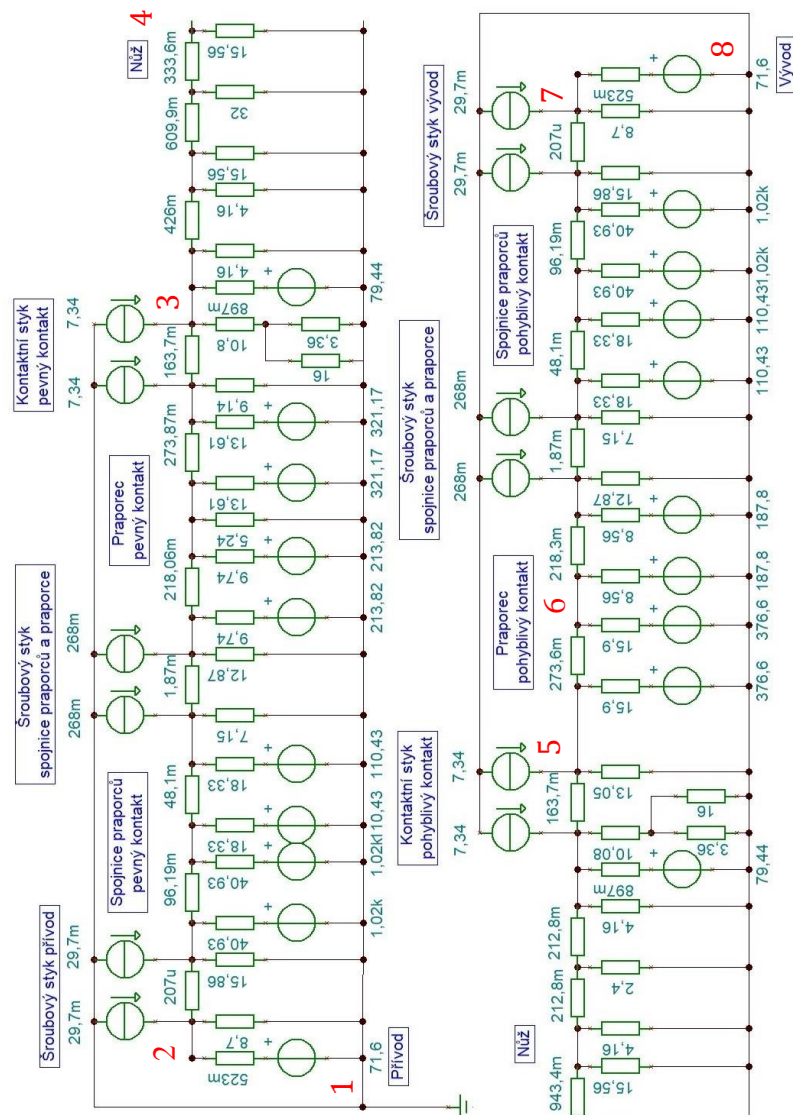 4
Nůž
333,6m
15,56
609,9m
32
15,56
426m
4,16
4,16
+
79,44
897m
Kontaktní styk
pevný kontakt
7,34
7,34
3
163,7m
10,8
3,36
16
9,14
273,87m
13,61
+
321,17
13,61
+
321,17
Praporec
pevný kontakt
5,24
218,06m
9,74
+
213,82
9,74
+
213,82
Šroubový styk
spojnice praporců a praporce
268m
268m
1,87m
12,87
7,15
Spojnice praporců
pevný kontakt
48,1m
18,33
110,43
18,33
110,43
96,19m
40,93
+
1,02k
40,93
+
1,02k
Šroubový styk přívod
29,7m
29,7m
207u
15,86
8,7
2
523m
+
71,6
1
Přívod
8
+
71,6
Vývod
523m
7
29,7m
29,7m
Šroubový styk vývod
207u
8,7
15,86
96,19m
40,93
+
1,02k
40,93
+
1,02k
Spojnice praporců
pohyblivý kontakt
48,1m
18,33
+
110,43
18,33
110,43
Šroubový styk
spojnice praporců a praporce
268m
268m
1,87m
7,15
12,87
218,3m
8,56
+
187,8
8,56
+
187,8
Praporec
pohyblivý kontakt
6
273,6m
15,9
+
376,6
15,9
+
376,6
5
Kontaktní styk
pohyblivý kontakt
7,34
7,34
163,7m
13,05
16
3,36
10,08
897m
+
79,44
4,16
212,8m
2,4
212,8m
4,16
Nůž
15,56
943,4m